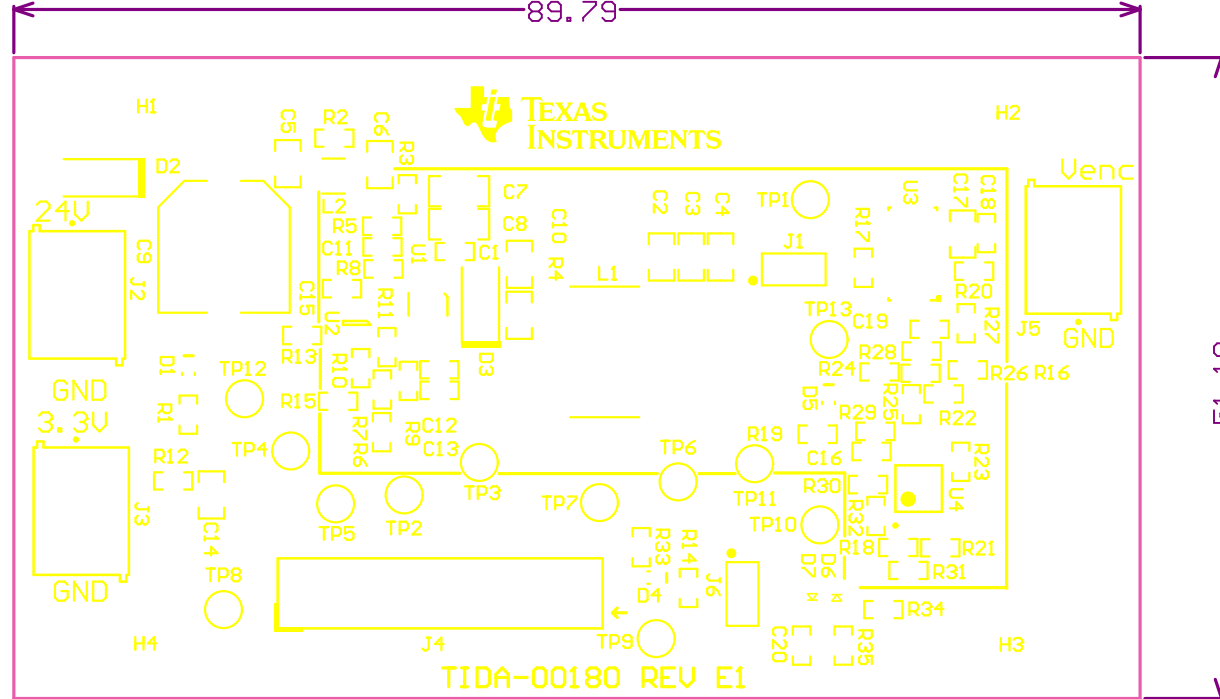 89.79
H1
TEXAS
INSTRUMENTS
H2
C5
R2
C6
R3
D2
Venc
24V
L2
C7
C8
R5
C11
R8
U1
C1
C10
R4
C2
C3
C4
TP1
J1
R17
U3
C17
C18
C9
J2
C15
U2
R11
L1
TP13
C19
R20
R27
J5
GND
R13
D1
TP12
R10
D3
R28
R24
R26
R16
GND
R1
R15
D5
R25
R29
R22
3.3V
TP4
R7
R6
R9
C12
C13
TP3
TP6
R19
TP11
C16
R30
R23
U4
R12
J3
C14
TP5
TP2
TP7
TP10
R32
R18
R21
R31
GND
TP8
R33
R14
D4
J6
D7
D6
R34
H4
J4
TP9
C20
R35
H3
TIDA-00180 REV E1